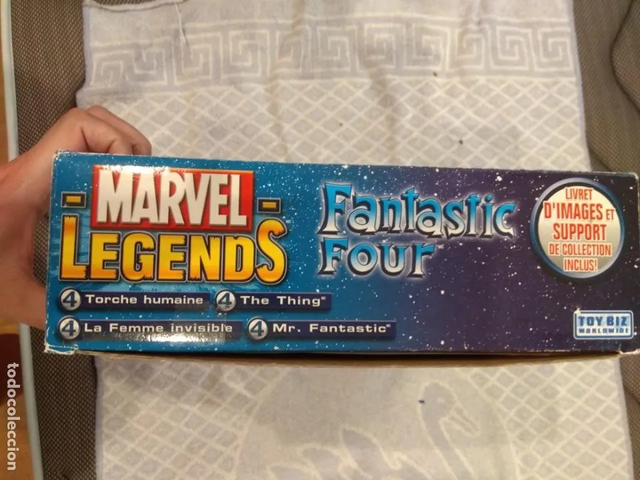 MARVEL
LEGENDS
Fantastic
Four
LIVRET
D'IMAGES ET
SUPPORT
DE COLLECTION
INCLUS!
4 Torche humaine 4 The Thing
4 La Femme invisible 4 Mr. Fantastic
TOY BIZ
WORLDWIDE
todocoleccion